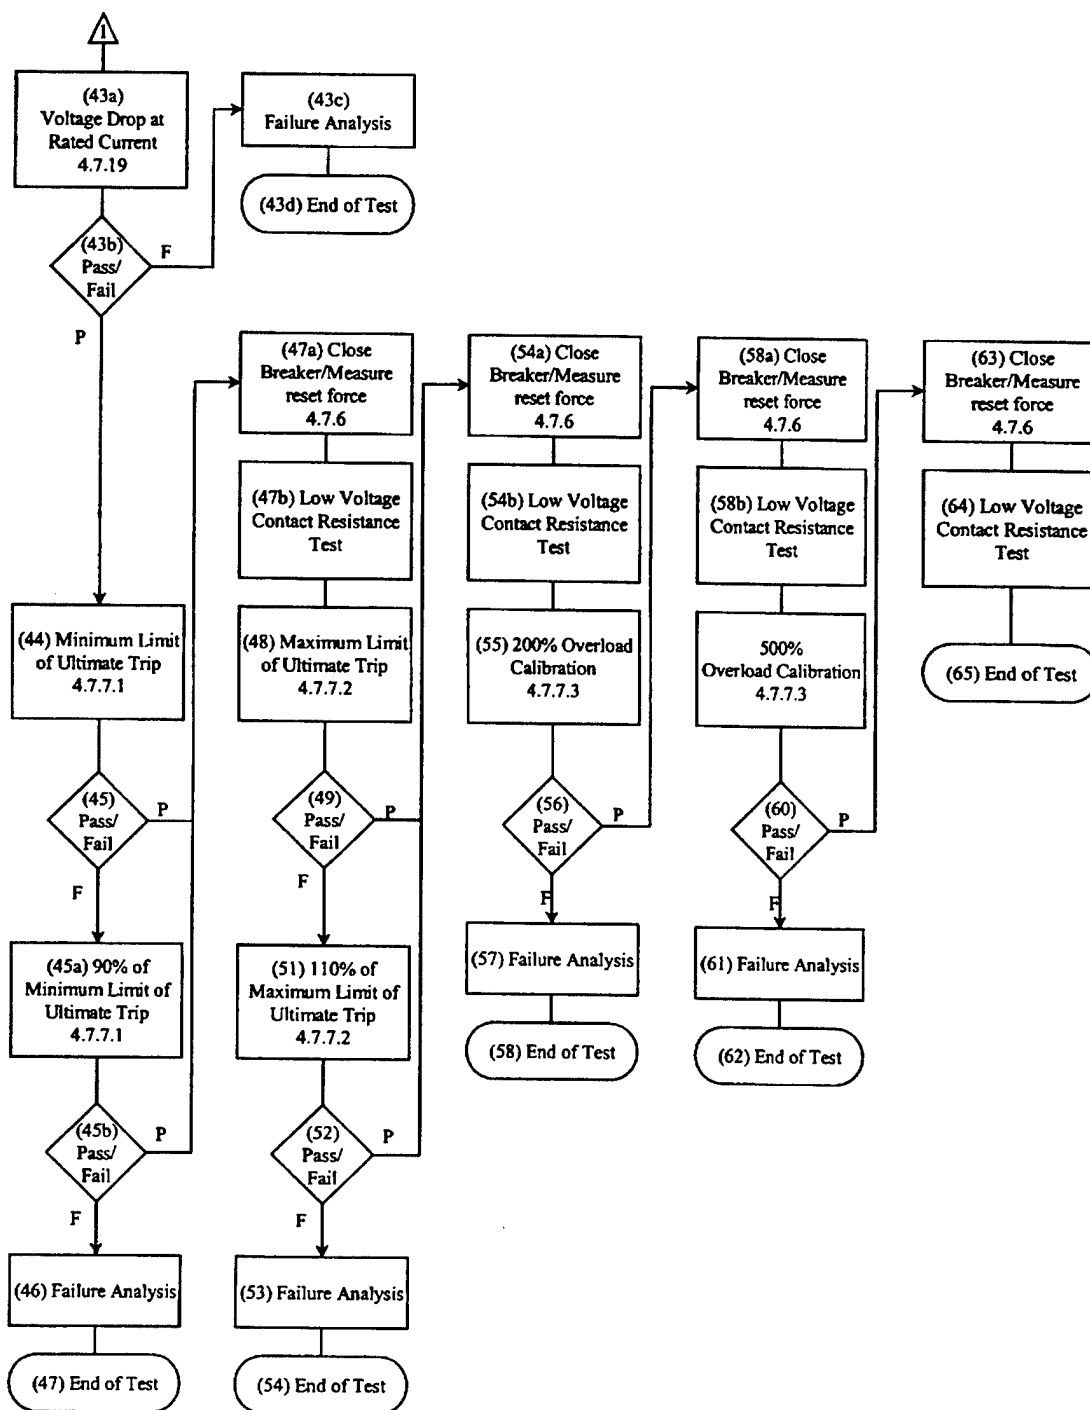 1
(43a)
Voltage Drop at
Rated Current
4.7.19
(43c)
Failure Analysis
(43d) End of Test
(43b)
Pass/
Fail
F
P
(47a) Close
Breaker/Measure
reset force
4.7.6
(54a) Close
Breaker/Measure
reset force
4.7.6
(58a) Close
Breaker/Measure
reset force
4.7.6
(63) Close
Breaker/Measure
reset force
4.7.6
(47b) Low Voltage
Contact Resistance
Test
(54b) Low Voltage
Contact Resistance
Test
(58b) Low Voltage
Contact Resistance
Test
(64) Low Voltage
Contact Resistance
Test
(44) Minimum Limit
of Ultimate Trip
4.7.7.1
(48) Maximum Limit
of Ultimate Trip
4.7.7.2
(55) 200% Overload
Calibration
4.7.7.3
500%
Overload Calibration
4.7.7.3
(65) End of Test
(45)
Pass/
Fail
P
F
(49)
Pass/
Fail
P
F
(56)
Pass/
Fail
P
F
(60)
Pass/
Fail
P
F
(45a) 90% of
Minimum Limit of
Ultimate Trip
4.7.7.1
(51) 110% of
Maximum Limit of
Ultimate Trip
4.7.7.2
(57) Failure Analysis
(61) Failure Analysis
(58) End of Test
(62) End of Test
(45b)
Pass/
Fail
P
F
(52)
Pass/
Fail
P
F
(46) Failure Analysis
(53) Failure Analysis
(47) End of Test
(54) End of Test